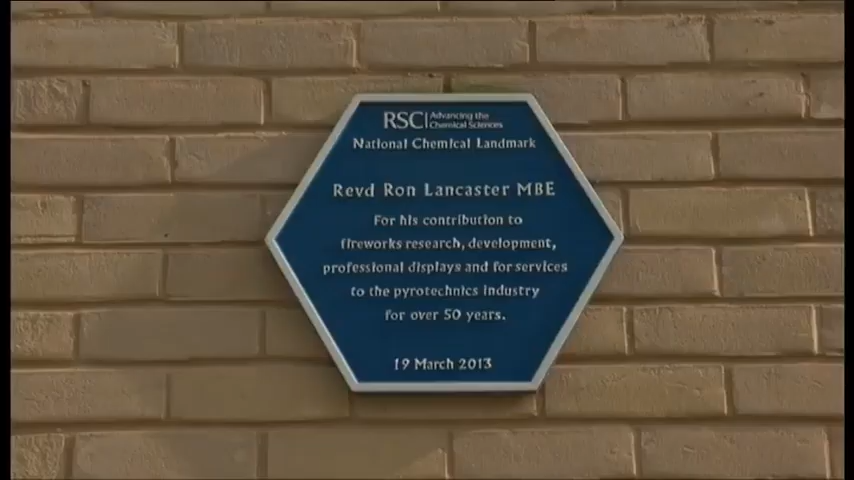 RSC | Advancing the
Chemical Sciences
National Chemical Landmark
Revd Ron Lancaster MBE
For his contribution to
fireworks research, development,
professional displays and for services
to the pyrotechnics industry
for over 50 years.
19 March 2013